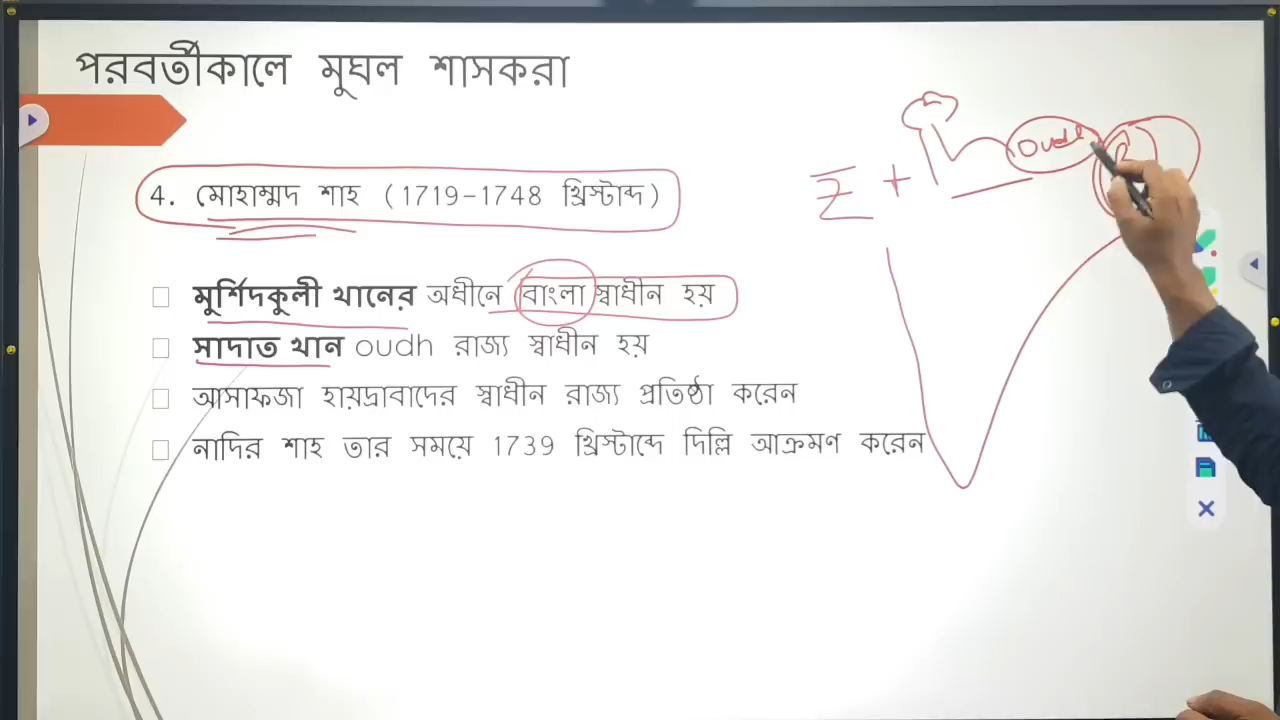 পরবর্তীকালে মুঘল শাসকরা
4. মোহাম্মদ শাহ (1719-1748 খ্রিস্টাব্দ)
মুর্শিদকুলী খানের অধীনে বাংলা স্বাধীন হয়
সাদাত খান oudh রাজ্য স্বাধীন হয়
আসাফজা হায়দ্রাবাদের স্বাধীন রাজ্য প্রতিষ্ঠা করেন
নাদির শাহ তার সময়ে 1739 খ্রিস্টাব্দে দিল্লি আক্রমণ করেন
Oudh